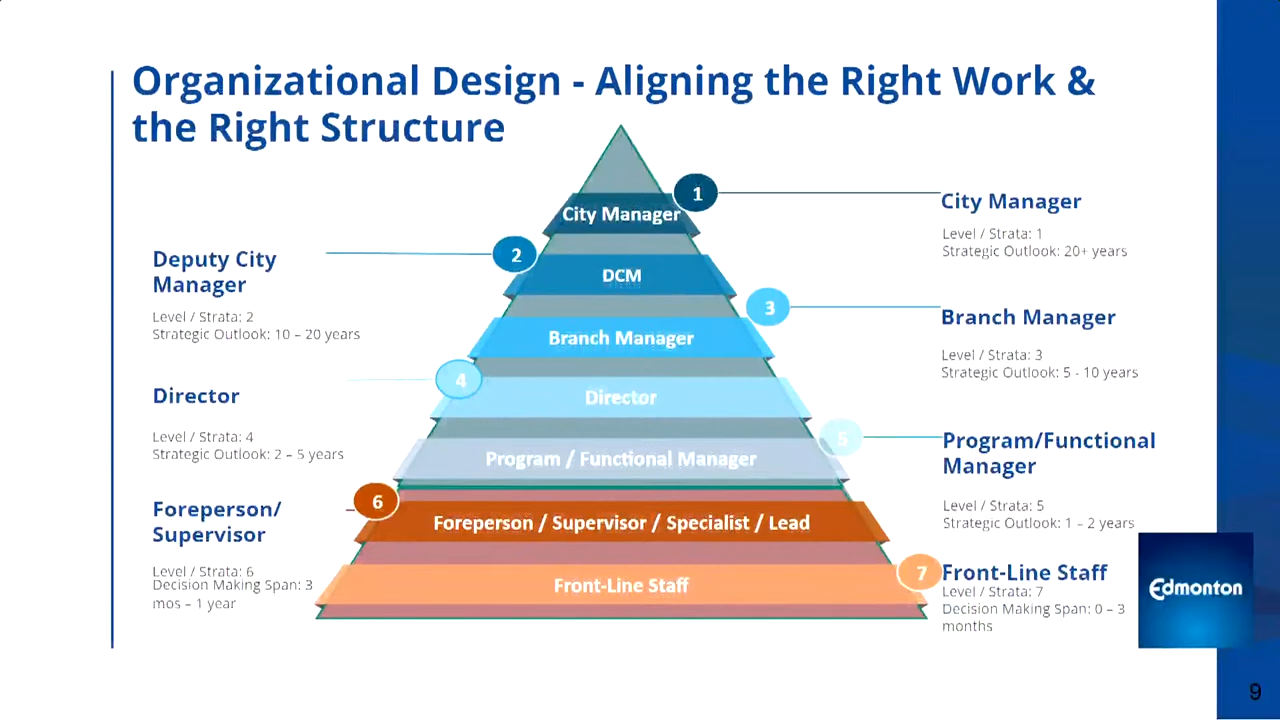 Organizational Design - Aligning the Right Work &
the Right Structure
1
City Manager
City Manager
Level / Strata: 1
Strategic Outlook: 20+ years
2
Deputy City
Manager
Level / Strata: 2
Strategic Outlook: 10 – 20 years
DCM
3
Branch Manager
Level / Strata: 3
Strategic Outlook: 5 - 10 years
Branch Manager
4
Director
Level / Strata: 4
Strategic Outlook: 2 – 5 years
Director
5
Program/Functional
Manager
Level / Strata: 5
Strategic Outlook: 1 – 2 years
Program / Functional Manager
6
Foreperson/
Supervisor
Level / Strata: 6
Decision Making Span: 3
mos – 1 year
Foreperson / Supervisor / Specialist / Lead
7
Front-Line Staff
Level / Strata: 7
Decision Making Span: 0 – 3
months
Front-Line Staff
Edmonton
9